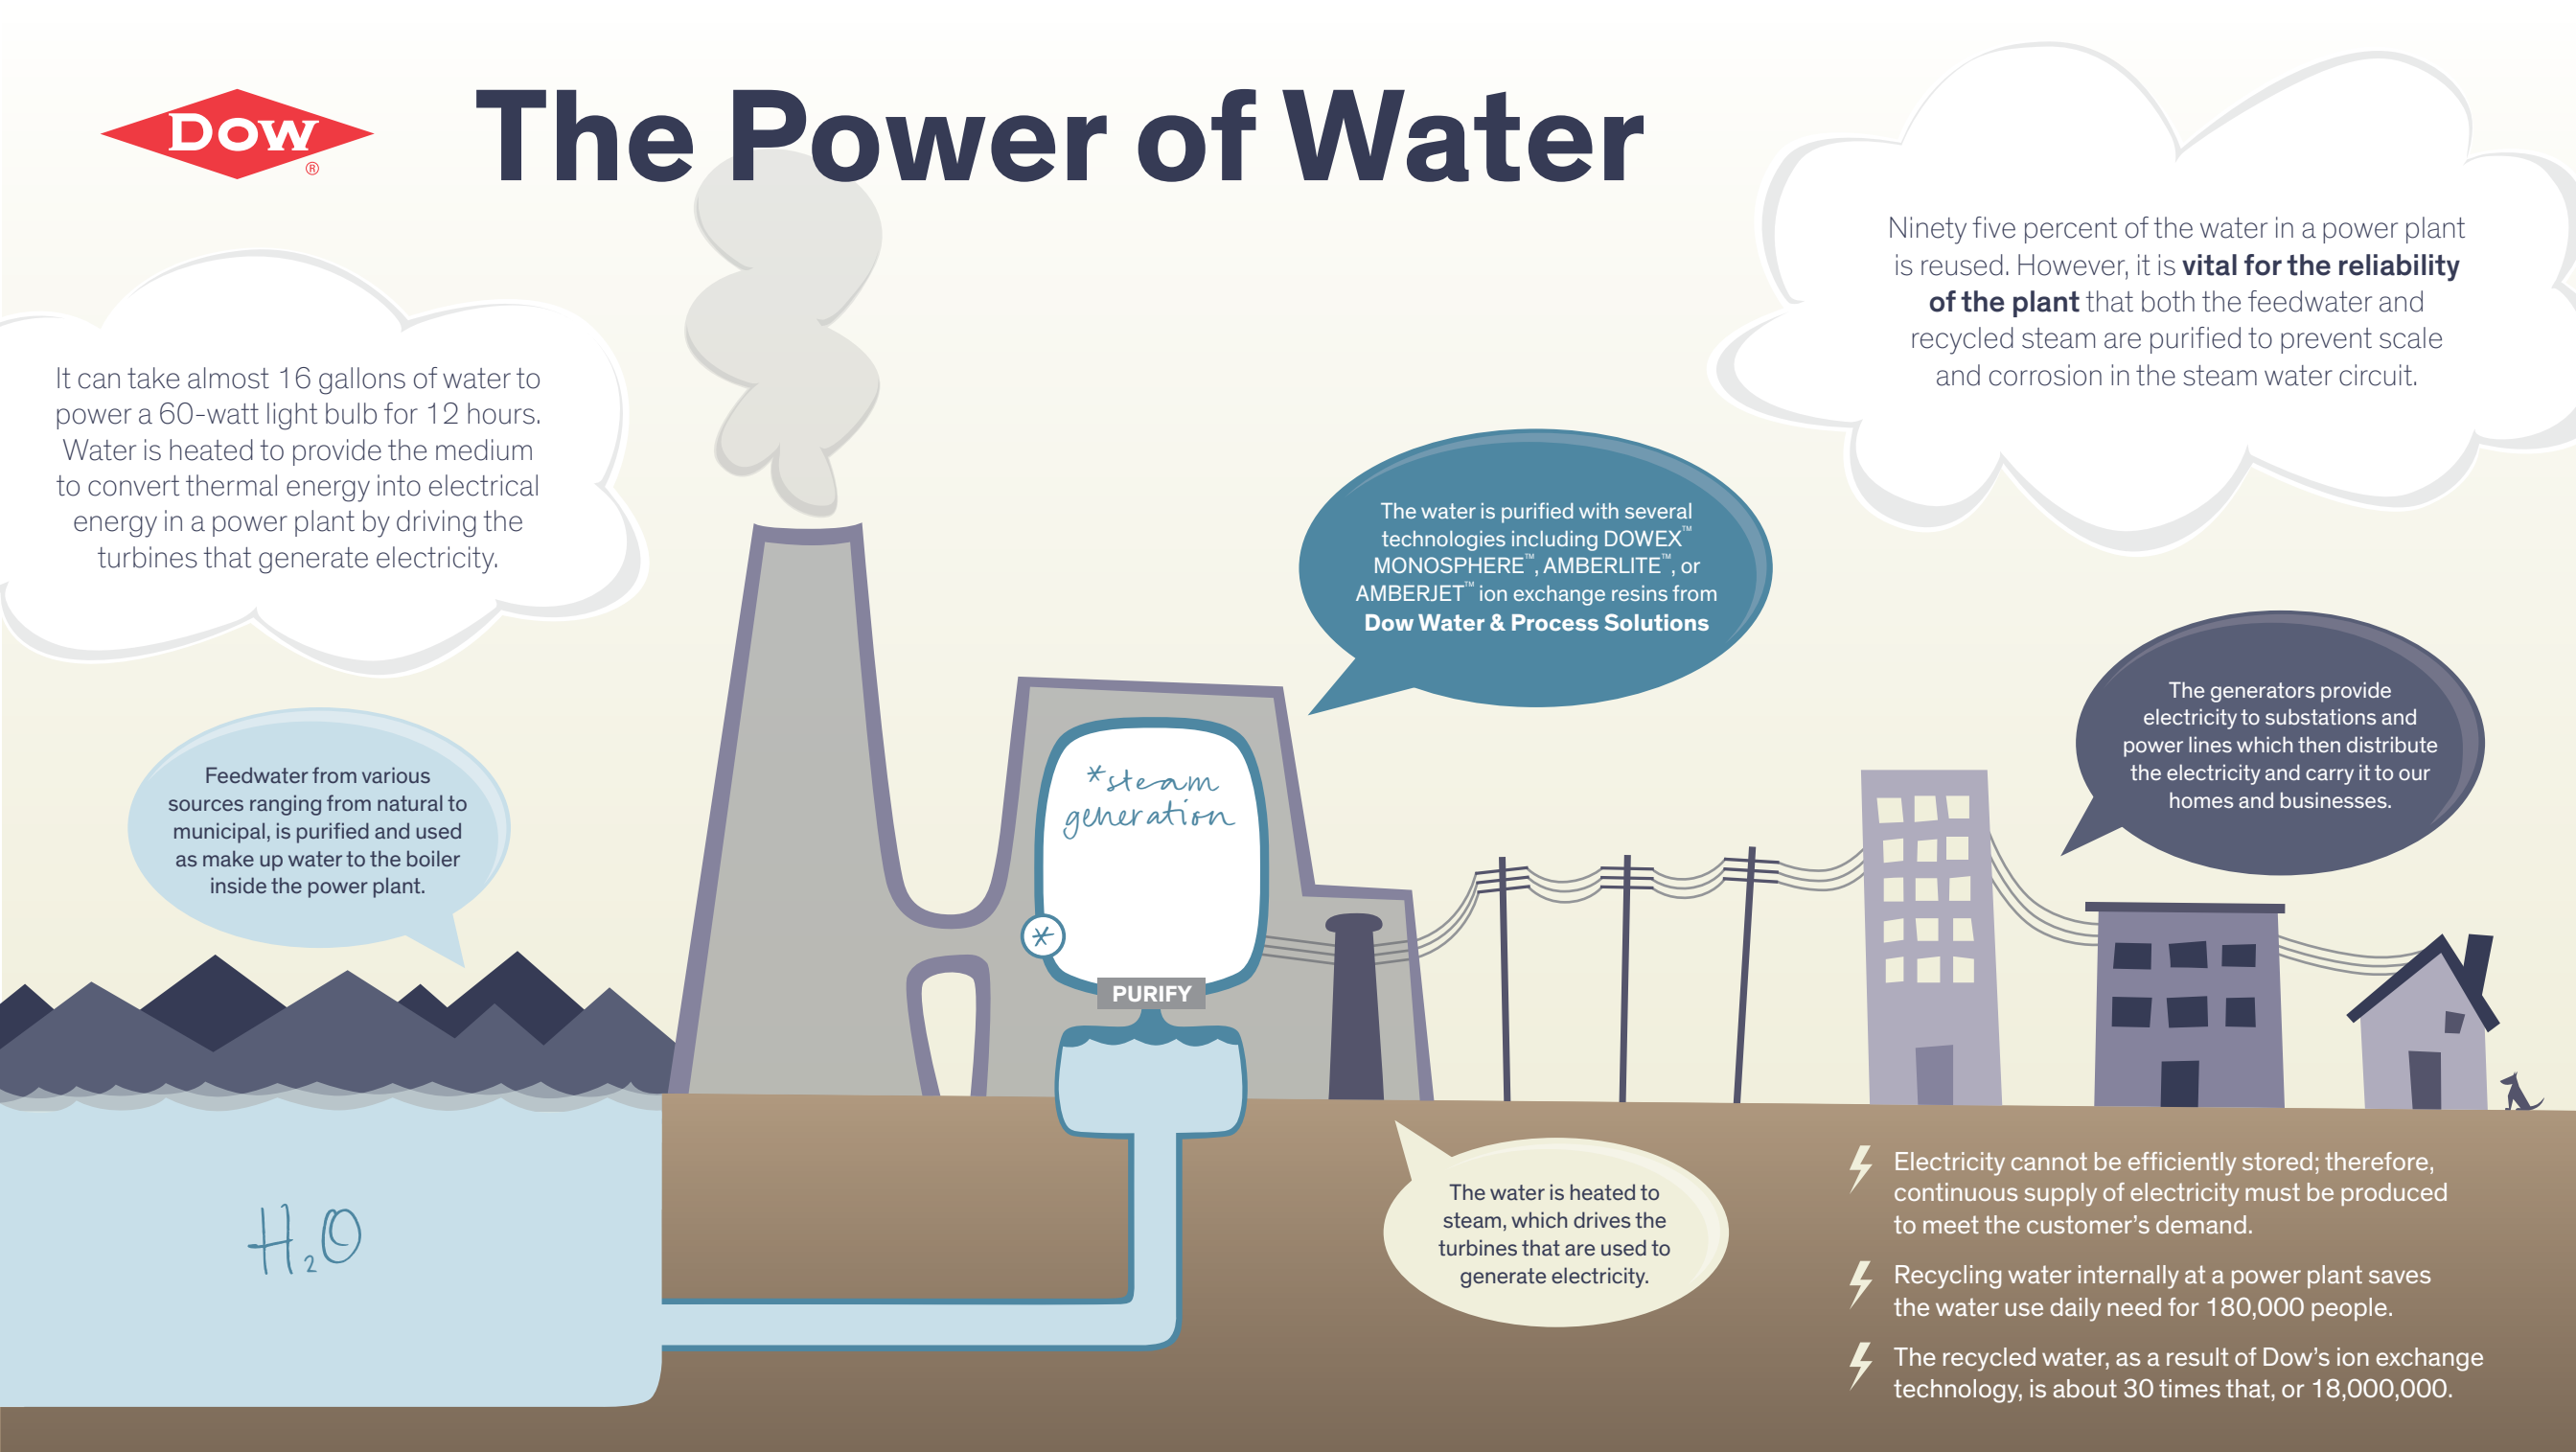 DOW
®
The Power of Water
Ninety five percent of the water in a power plant
is reused. However, it is vital for the reliability
of the plant that both the feedwater and
recycled steam are purified to prevent scale
and corrosion in the steam water circuit.
It can take almost 16 gallons of water to
power a 60-watt light bulb for 12 hours.
Water is heated to provide the medium
to convert thermal energy into electrical
energy in a power plant by driving the
turbines that generate electricity.
The water is purified with several
technologies including DOWEX™
MONOSPHERE™, AMBERLITE™, or
AMBERJET™ ion exchange resins from
Dow Water & Process Solutions
The generators provide
electricity to substations and
power lines which then distribute
the electricity and carry it to our
homes and businesses.
Feedwater from various
sources ranging from natural to
municipal, is purified and used
as make up water to the boiler
inside the power plant.
*steam
generation
*
PURIFY
H₂O
The water is heated to
steam, which drives the
turbines that are used to
generate electricity.
Electricity cannot be efficiently stored; therefore,
continuous supply of electricity must be produced
to meet the customer's demand.
Recycling water internally at a power plant saves
the water use daily need for 180,000 people.
The recycled water, as a result of Dow's ion exchange
technology, is about 30 times that, or 18,000,000.